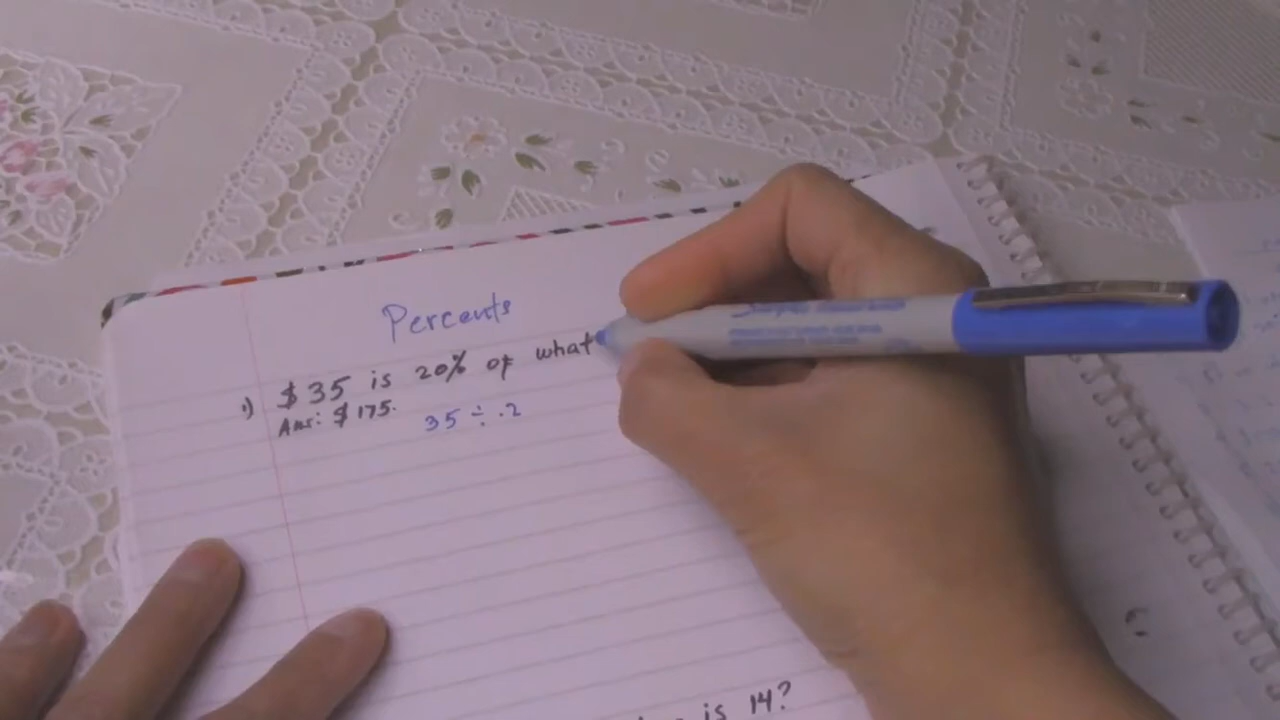 Percents
1) $35 is 20% of what
Ans: $175.
35 ÷ .2
is 14?